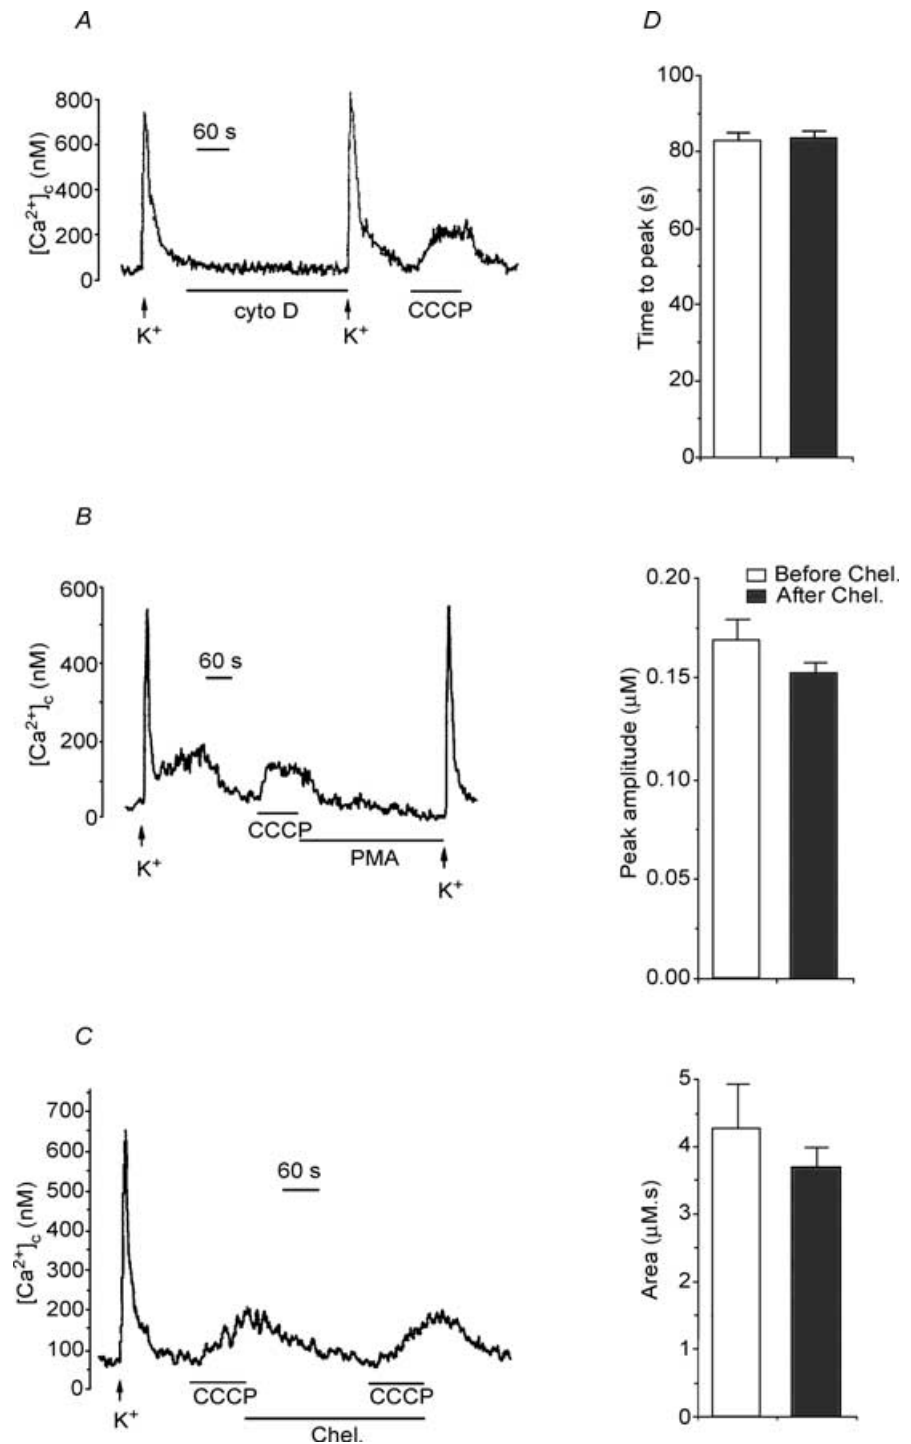 A
[Ca²⁺]c (nM)
800
600
400
200
0
60 s
cyto D
CCCP
K⁺
K⁺
D
Time to peak (s)
100
80
60
40
20
0
B
[Ca²⁺]c (nM)
600
400
200
0
60 s
CCCP
PMA
K⁺
K⁺
Before Chel.
After Chel.
Peak amplitude (µM)
0.20
0.15
0.10
0.05
0.00
C
[Ca²⁺]c (nM)
700
600
500
400
300
200
100
0
60 s
CCCP
CCCP
K⁺
Chel.
Area (µM.s)
5
4
3
2
1
0